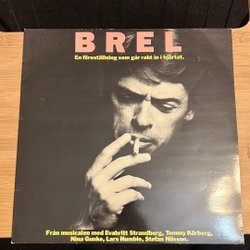 BREL
En föreställning som går rakt in i hjärtat.
Från musicalen med Evabritt Strandberg, Tommy Körberg,
Nina Gunke, Lars Humble, Stefan Nilsson.